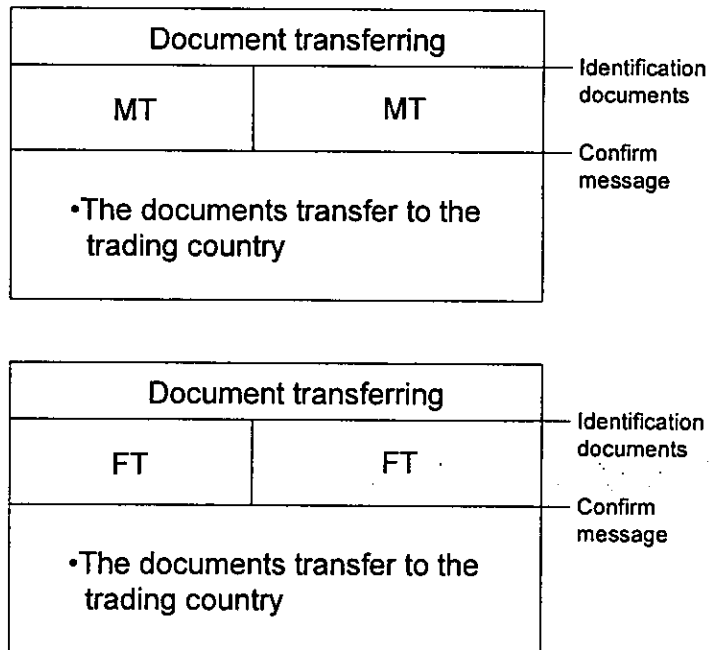 Document transferring
Identification
documents
MT MT
Confirm
message
•The documents transfer to the
trading country
Document transferring
Identification
documents
FT FT
Confirm
message
•The documents transfer to the
trading country